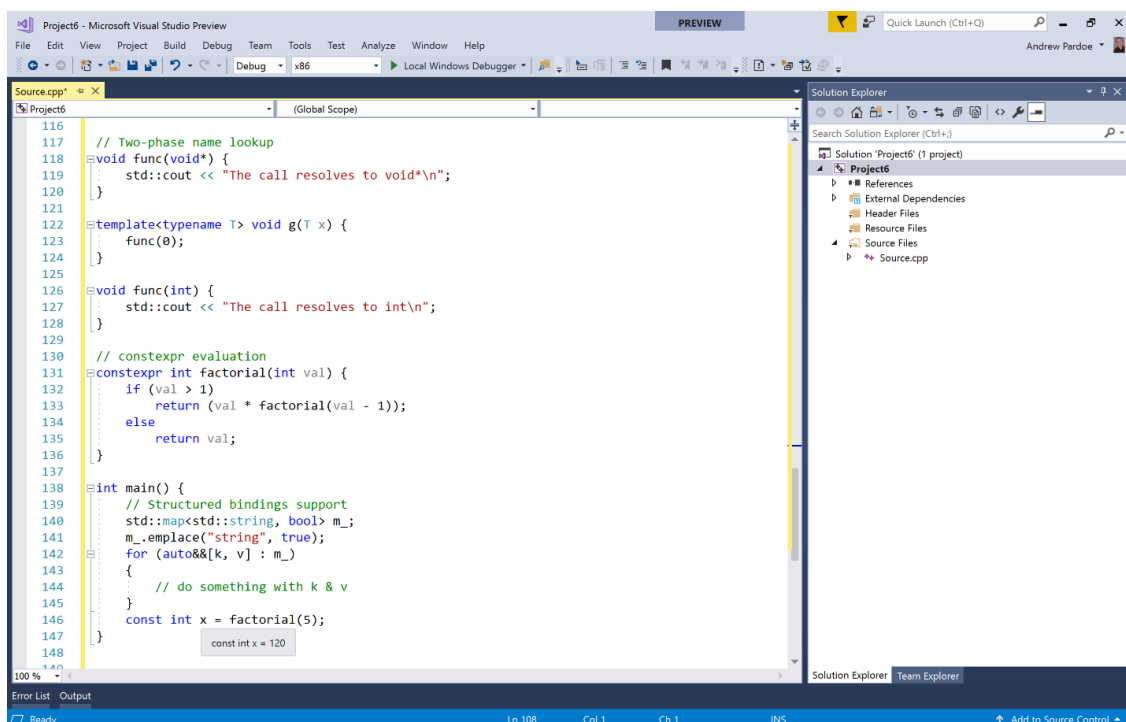 Project6 - Microsoft Visual Studio Preview
PREVIEW
Quick Launch (Ctrl+Q)
File Edit View Project Build Debug Team Tools Test Analyze Window Help
Andrew Pardoe
Debug x86 Local Windows Debugger
Source.cpp*
Project6 (Global Scope)
116
117 // Two-phase name lookup
118 void func(void*) {
119 std::cout << "The call resolves to void*\n";
120 }
121
122 template<typename T> void g(T x) {
123 func(0);
124 }
125
126 void func(int) {
127 std::cout << "The call resolves to int\n";
128 }
129
130 // constexpr evaluation
131 constexpr int factorial(int val) {
132 if (val > 1)
133 return (val * factorial(val - 1));
134 else
135 return val;
136 }
137
138 int main() {
139 // Structured bindings support
140 std::map<std::string, bool> m_;
141 m_.emplace("string", true);
142 for (auto&&[k, v] : m_)
143 {
144 // do something with k & v
145 }
146 const int x = factorial(5);
147 }
const int x = 120
148
149
100 %
Solution Explorer
Search Solution Explorer (Ctrl+;)
Solution 'Project6' (1 project)
Project6
References
External Dependencies
Header Files
Resource Files
Source Files
Source.cpp
Solution Explorer Team Explorer
Error List Output
Ready Ln 108 Col 1 Ch 1 INS Add to Source Control